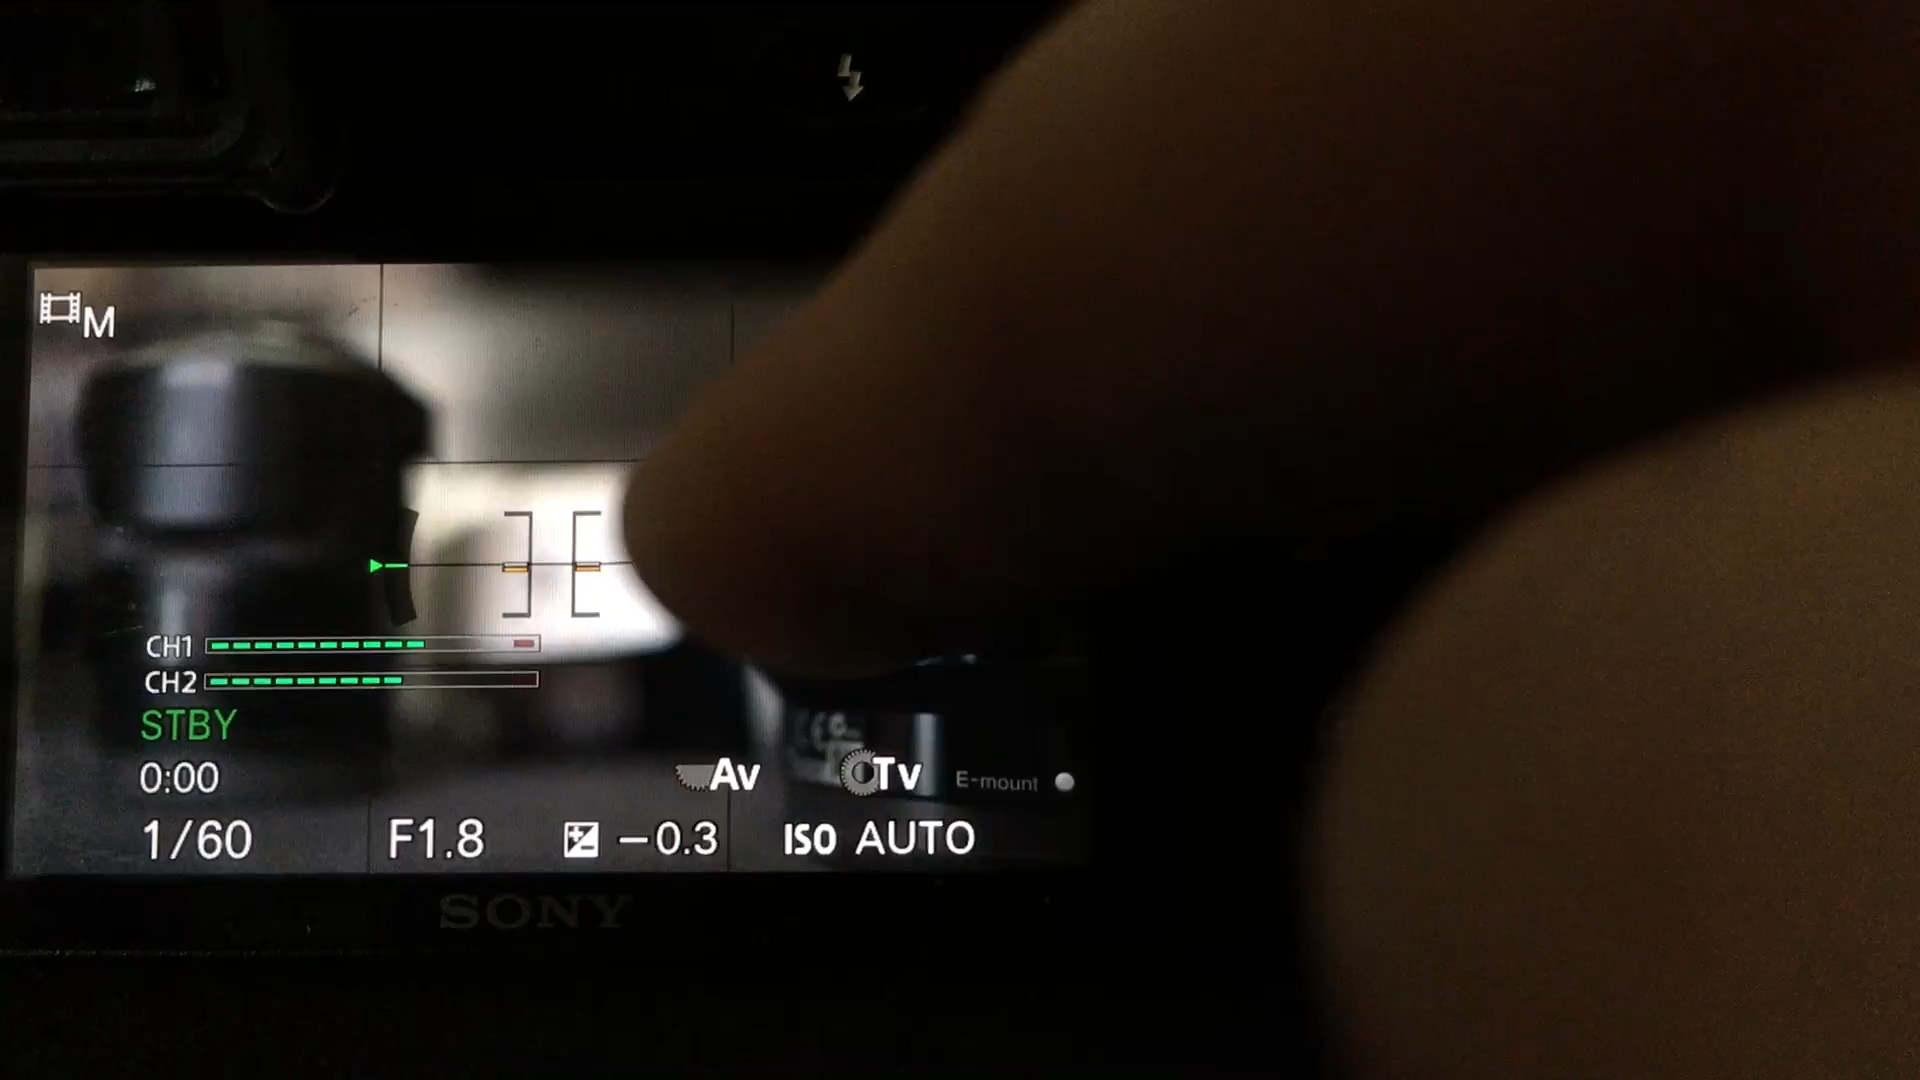 M
CH1
CH2
STBY
0:00
Av Tv E-mount
1/60 F1.8 −0.3 ISO AUTO
SONY